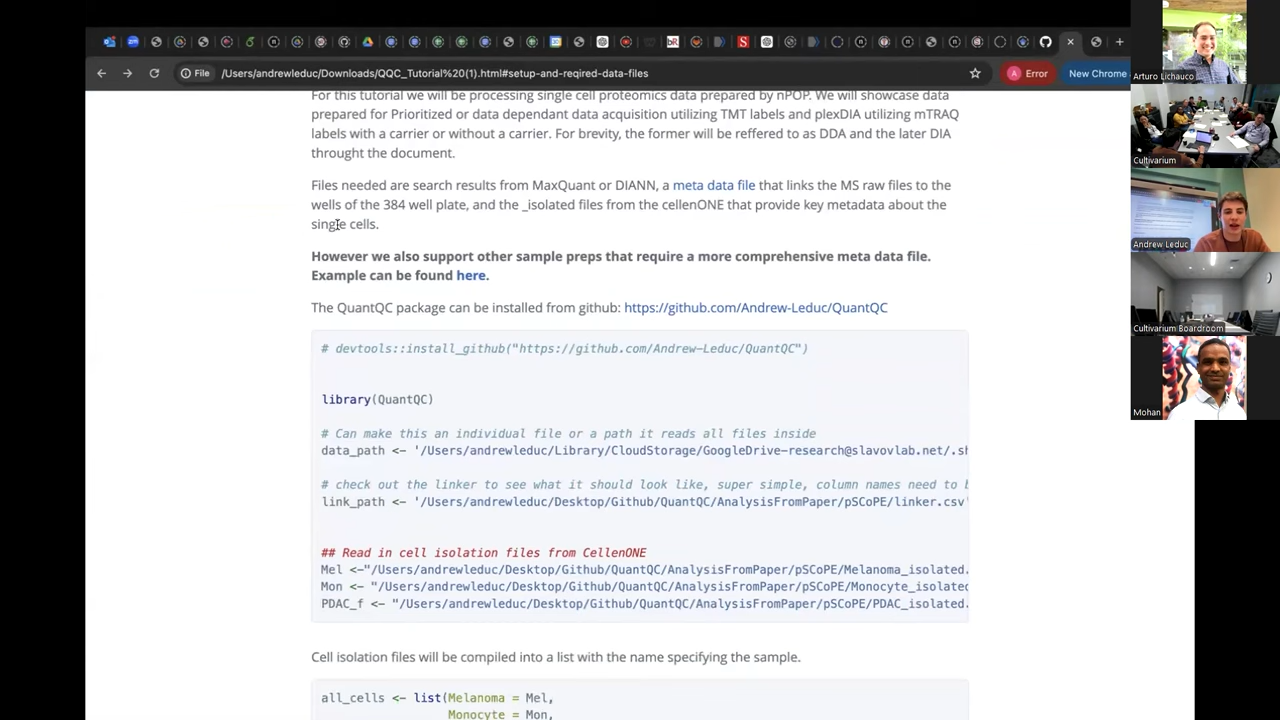 File
/Users/andrewleduc/Downloads/QQC_Tutorial%20(1).html#setup-and-reqired-data-files
Error
New Chrome
For this tutorial we will be processing single cell proteomics data prepared by nPOP. We will showcase data
prepared for Prioritized or data dependant data acquisition utilizing TMT labels and plexDIA utilizing mTRAQ
labels with a carrier or without a carrier. For brevity, the former will be reffered to as DDA and the later DIA
throught the document.
Files needed are search results from MaxQuant or DIANN, a meta data file that links the MS raw files to the
wells of the 384 well plate, and the _isolated files from the cellenONE that provide key metadata about the
single cells.
However we also support other sample preps that require a more comprehensive meta data file.
Example can be found here.
The QuantQC package can be installed from github: https://github.com/Andrew-Leduc/QuantQC
# devtools::install_github("https://github.com/Andrew-Leduc/QuantQC")
library(QuantQC)
# Can make this an individual file or a path it reads all files inside
data_path <- '/Users/andrewleduc/Library/CloudStorage/GoogleDrive-research@slavovlab.net/.sh
# check out the linker to see what it should look like, super simple, column names need to b
link_path <- '/Users/andrewleduc/Desktop/Github/QuantQC/AnalysisFromPaper/pSCoPE/linker.csv'
## Read in cell isolation files from CellenONE
Mel <-"/Users/andrewleduc/Desktop/Github/QuantQC/AnalysisFromPaper/pSCoPE/Melanoma_isolated.
Mon <- "/Users/andrewleduc/Desktop/Github/QuantQC/AnalysisFromPaper/pSCoPE/Monocyte_isolated
PDAC_f <- "/Users/andrewleduc/Desktop/Github/QuantQC/AnalysisFromPaper/pSCoPE/PDAC_isolated.
Cell isolation files will be compiled into a list with the name specifying the sample.
all_cells <- list(Melanoma = Mel,
Monocyte = Mon,
Arturo Lichauco
Cultivarium
Andrew Leduc
Cultivarium Boardroom
Mohan